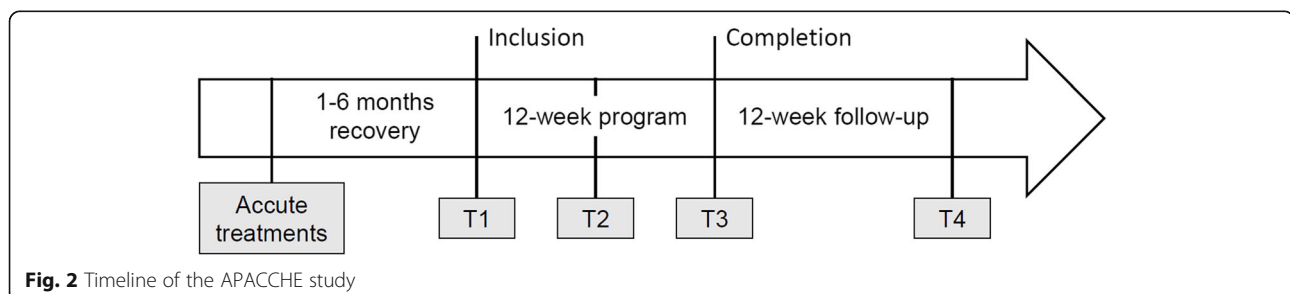 Inclusion
Completion
1-6 months
recovery
12-week program
12-week follow-up
Accute
treatments
T1
T2
T3
T4
Fig. 2 Timeline of the APACCHE study